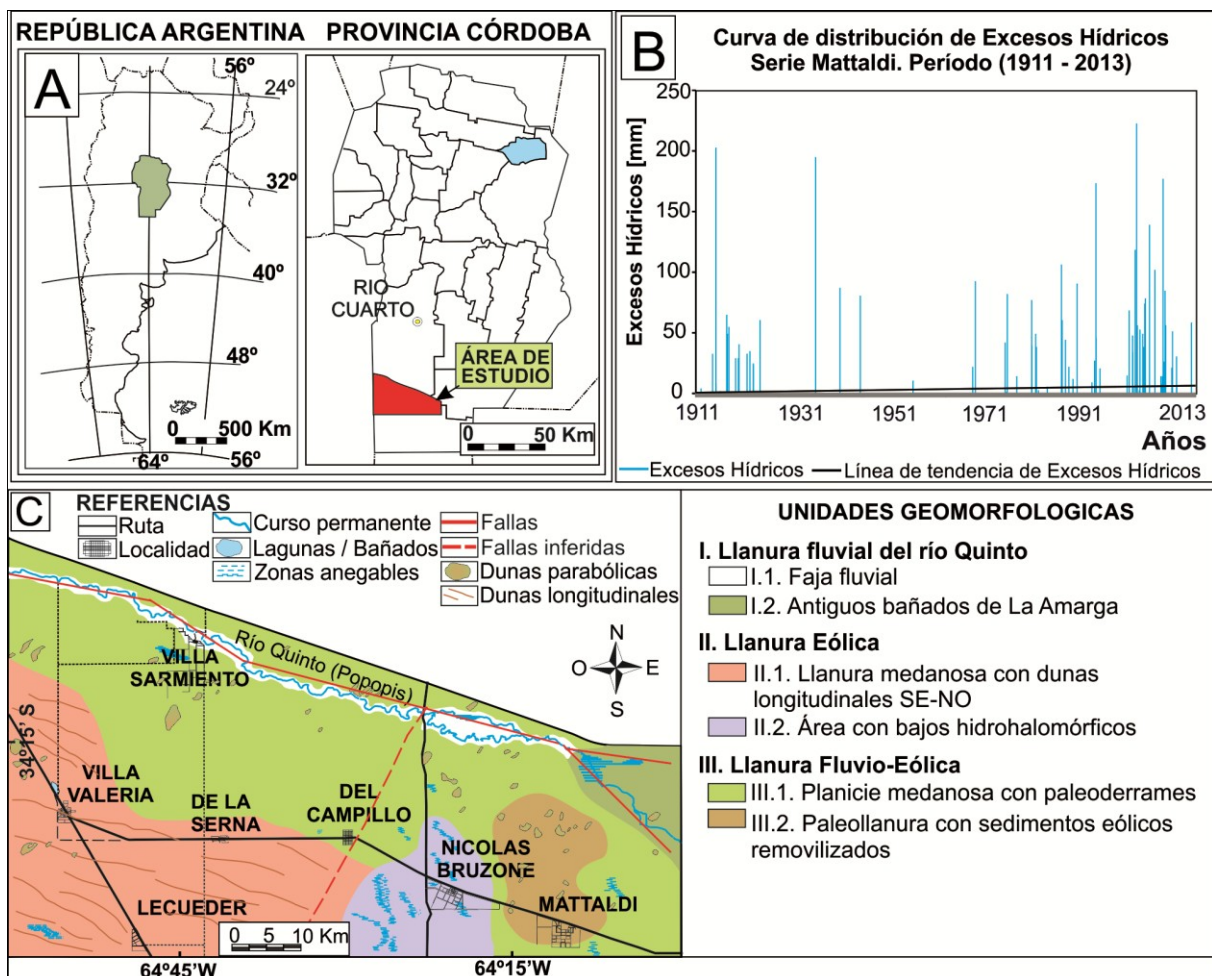 REPÚBLICA ARGENTINA
PROVINCIA CÓRDOBA
A
56º
24º
32º
40º
48º
0 500 Km
64º
56º
RIO
CUARTO
ÁREA DE
ESTUDIO
0 50 Km
B
Curva de distribución de Excesos Hídricos
Serie Mattaldi. Período (1911 - 2013)
Excesos Hídricos [mm]
250
200
150
100
50
0
1911 1931 1951 1971 1991 2013
Años
Excesos Hídricos
Línea de tendencia de Excesos Hídricos
C
REFERENCIAS
Ruta
Localidad
Curso permanente
Lagunas / Bañados
Zonas anegables
Fallas
Fallas inferidas
Dunas parabólicas
Dunas longitudinales
N
O E
S
Río Quinto (Popopis)
VILLA
SARMIENTO
34º15' S
VILLA
VALERIA
DE LA
SERNA
DEL
CAMPILLO
NICOLAS
BRUZONE
MATTALDI
LECUEDER
0 5 10 Km
64º45'W
64º15'W
UNIDADES GEOMORFOLOGICAS
I. Llanura fluvial del río Quinto
I.1. Faja fluvial
I.2. Antiguos bañados de La Amarga
II. Llanura Eólica
II.1. Llanura medanosa con dunas
longitudinales SE-NO
II.2. Área con bajos hidrohalomórficos
III. Llanura Fluvio-Eólica
III.1. Planicie medanosa con paleoderrames
III.2. Paleollanura con sedimentos eólicos
removilizados